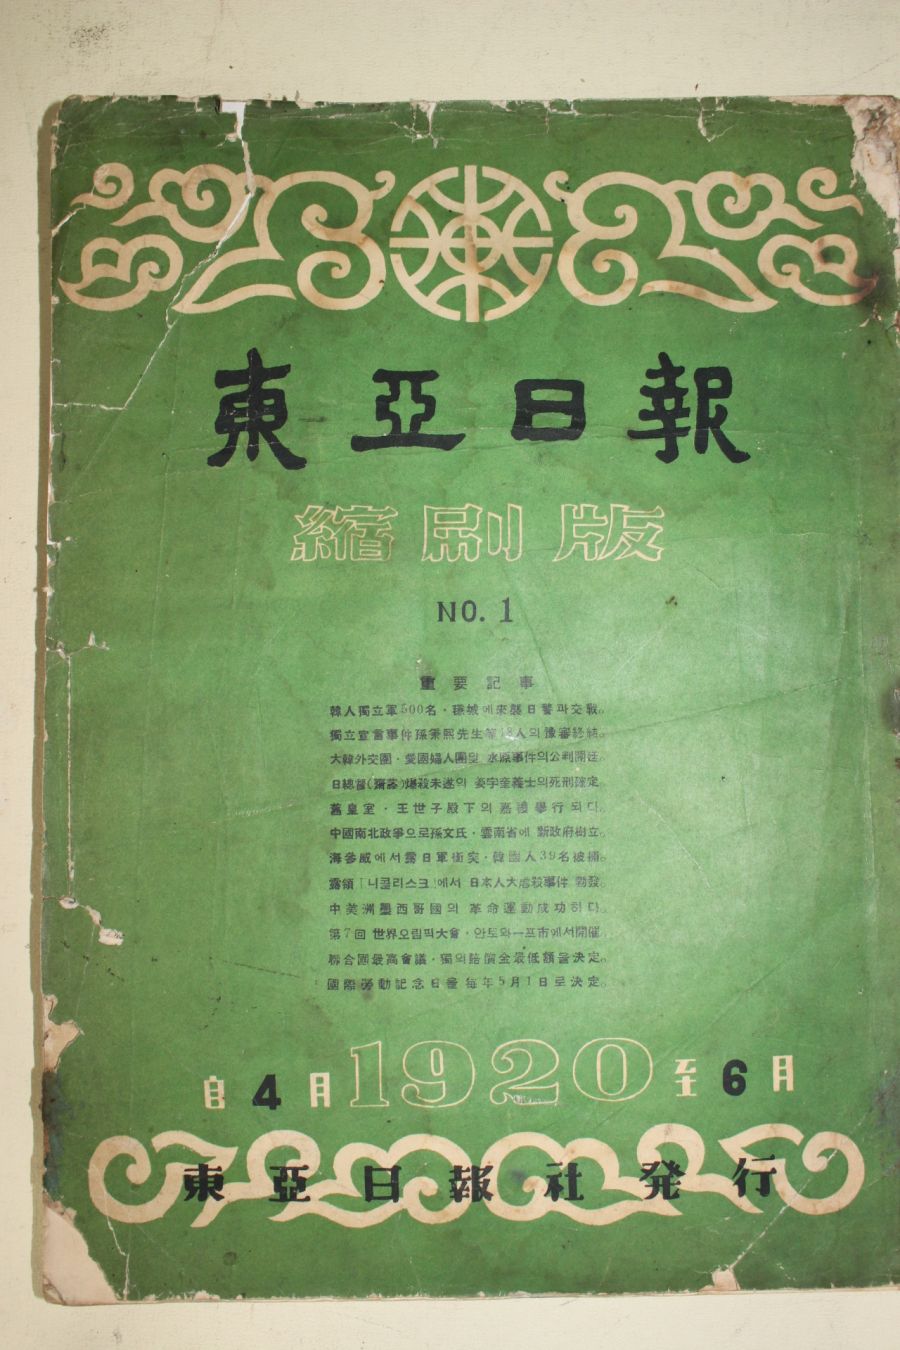 東亞日報
縮刷版
NO. 1
重要記事
韓人獨立軍500名・穩城에來襲日警과交戰。
獨立宣言事件孫秉熙先生等48人의豫審終結。
大韓外交團・愛國婦人團및 水原事件의公判開廷。
日總督(齋藤)爆殺未遂의 姜宇奎義士의死刑確定。
舊皇室・王世子殿下의嘉禮擧行되다。
中國南北政爭으로孫文氏・雲南省에 新政府樹立。
海參威에서露日軍衝突・韓國人39名被捕。
露領「니콜리스크」에서 日本人大虐殺事件 勃發。
中美洲墨西哥國의 革命運動成功하다。
第7回 世界오림픽大會・안토와―프市에서開催。
聯合國最高會議・獨의賠償金最低額을決定。
國際勞動記念日을每年5月1日로決定。
自4月1920至6月
東亞日報社発行